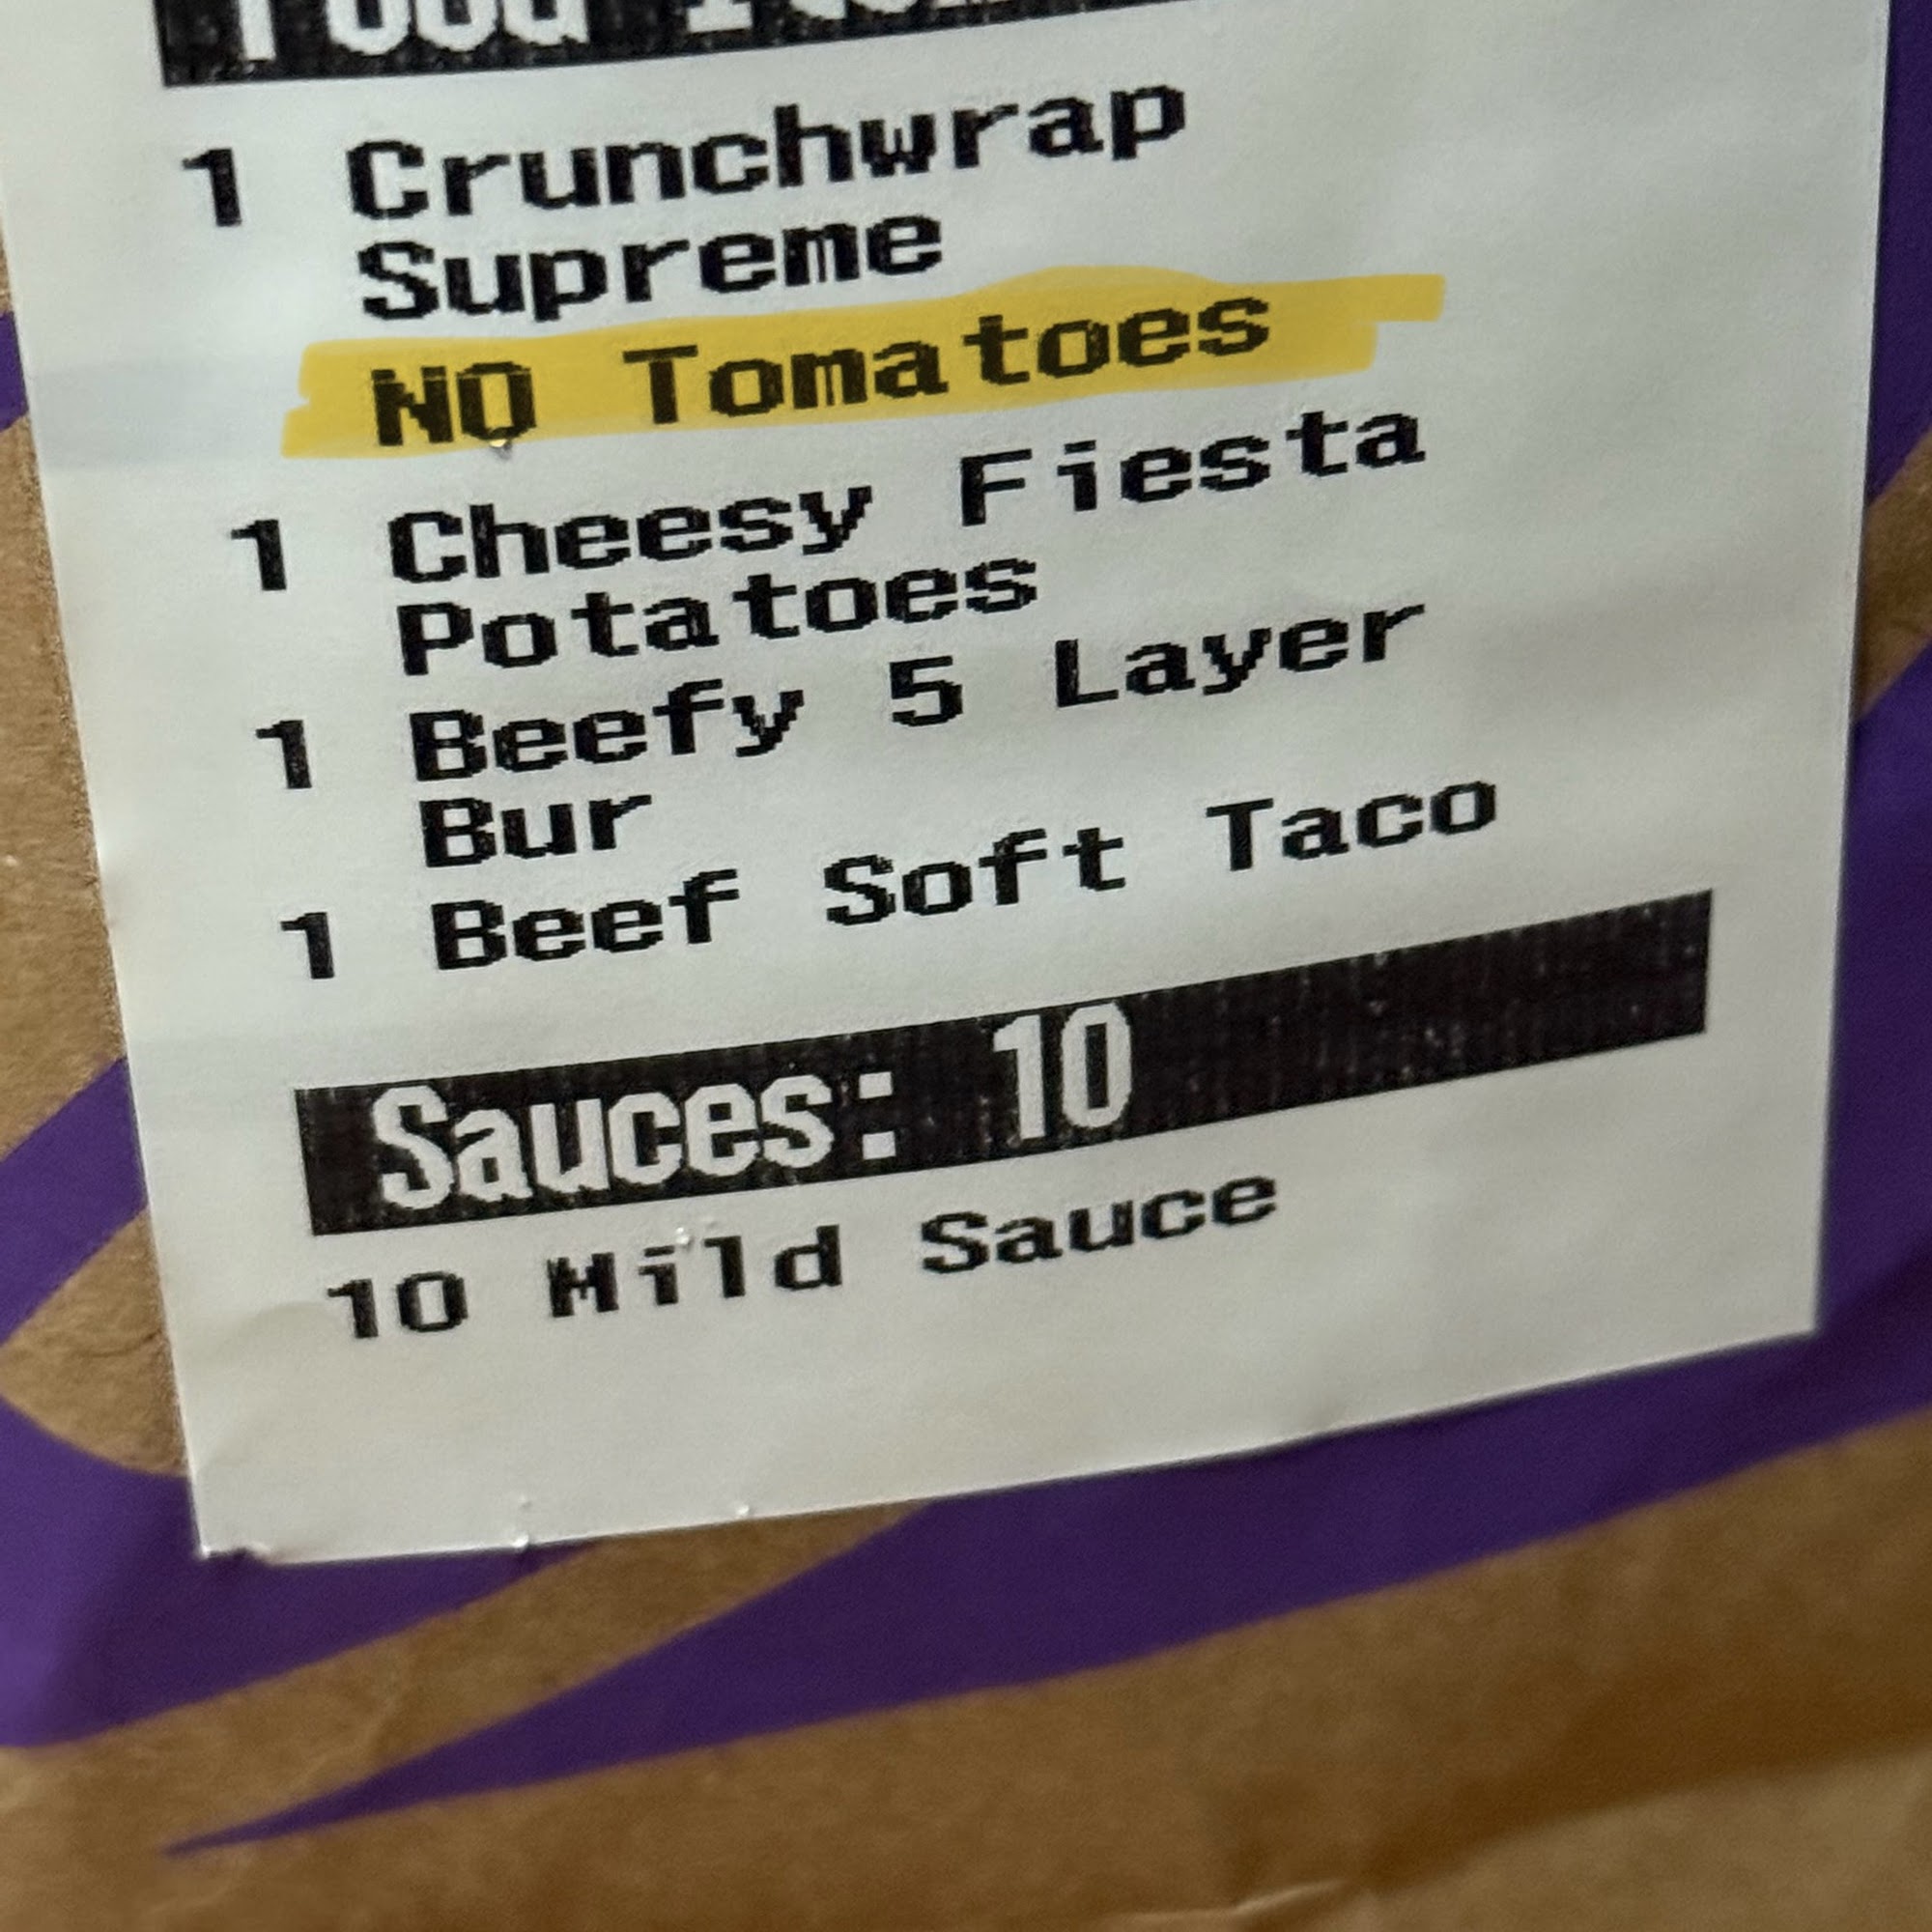 Food
1 Crunchwrap
Supreme
NO Tomatoes
1 Cheesy Fiesta
Potatoes
1 Beefy 5 Layer
Bur
1 Beef Soft Taco
Sauces: 10
10 Mild Sauce